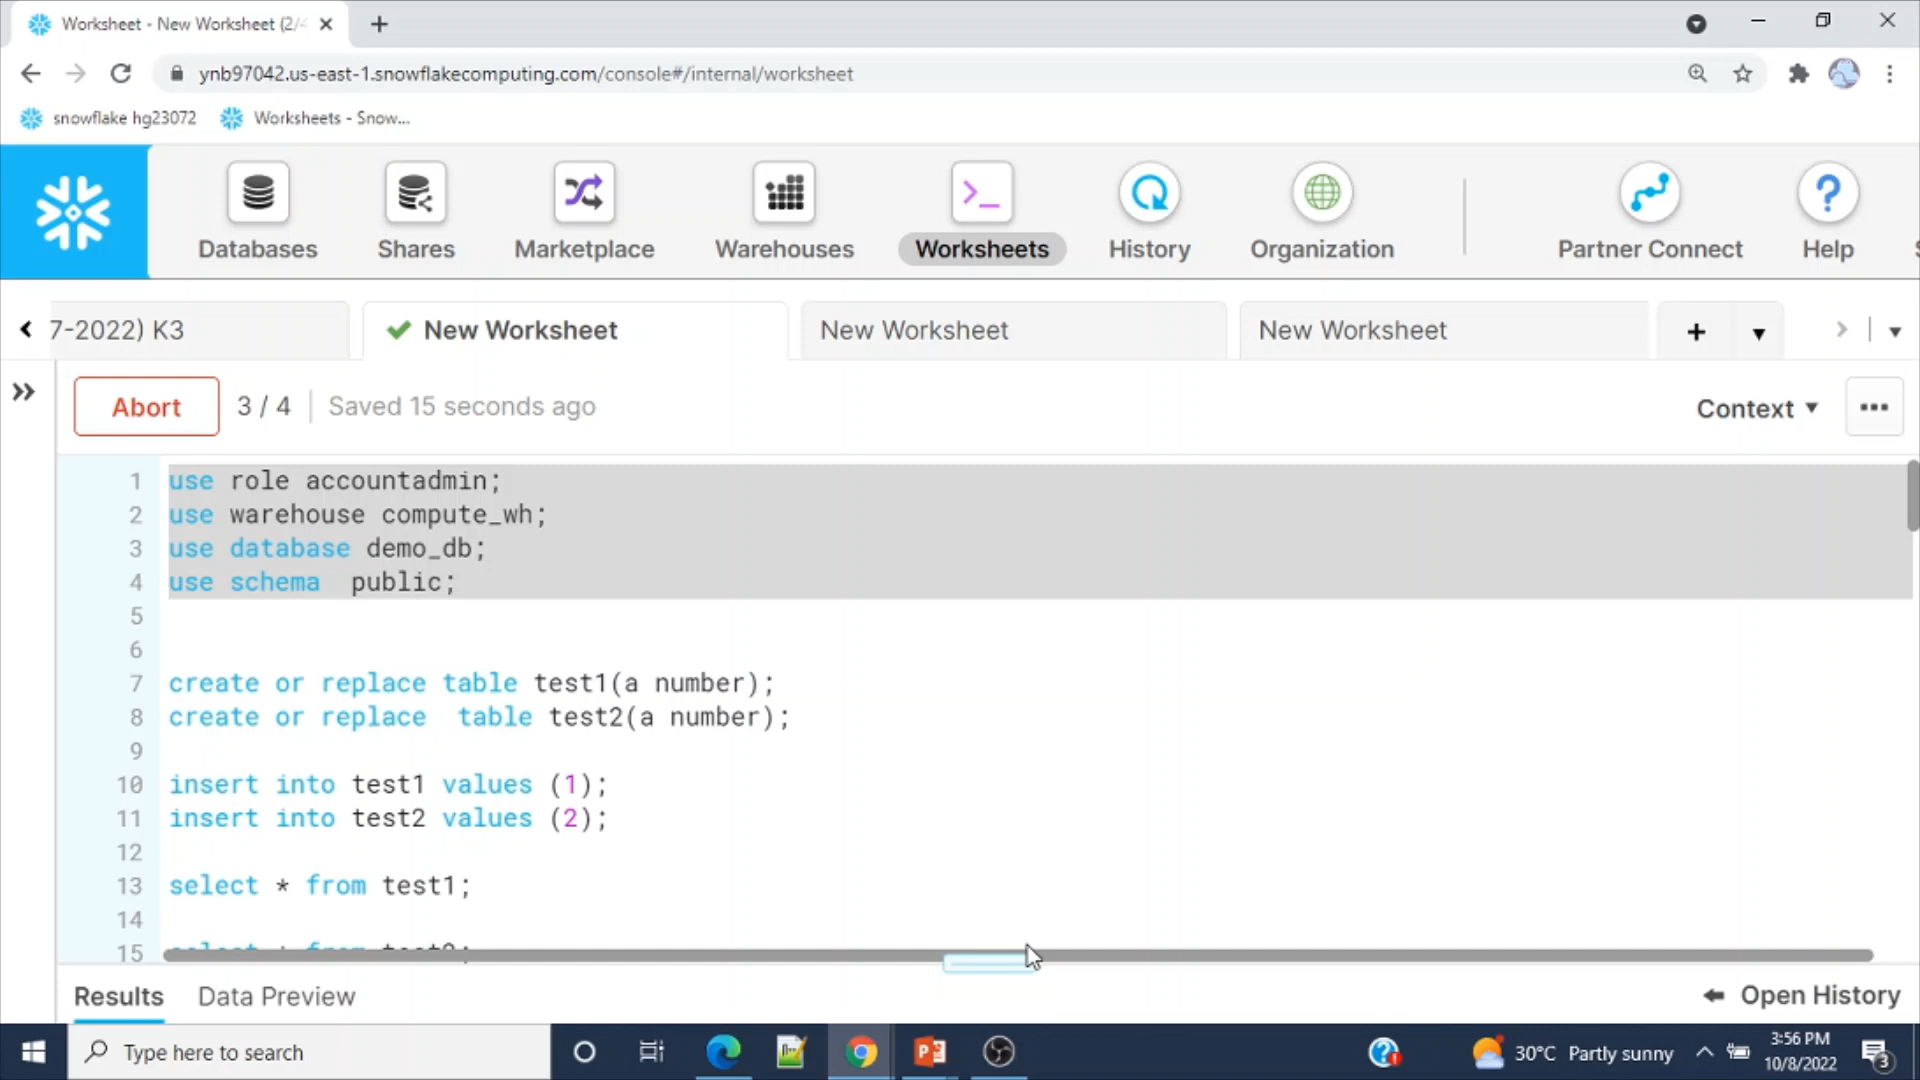 Worksheet - New Worksheet (2/4
ynb97042.us-east-1.snowflakecomputing.com/console#/internal/worksheet
snowflake hg23072
Worksheets - Snow...
Databases
Shares
Marketplace
Warehouses
Worksheets
History
Organization
Partner Connect
Help
7-2022) K3
New Worksheet
New Worksheet
New Worksheet
Abort
3 / 4
Saved 15 seconds ago
Context
1 use role accountadmin;
2 use warehouse compute_wh;
3 use database demo_db;
4 use schema  public;
5
6
7 create or replace table test1(a number);
8 create or replace  table test2(a number);
9
10 insert into test1 values (1);
11 insert into test2 values (2);
12
13 select * from test1;
14
15 select * from test2;
Results
Data Preview
Open History
Type here to search
30°C Partly sunny
3:56 PM
10/8/2022
3